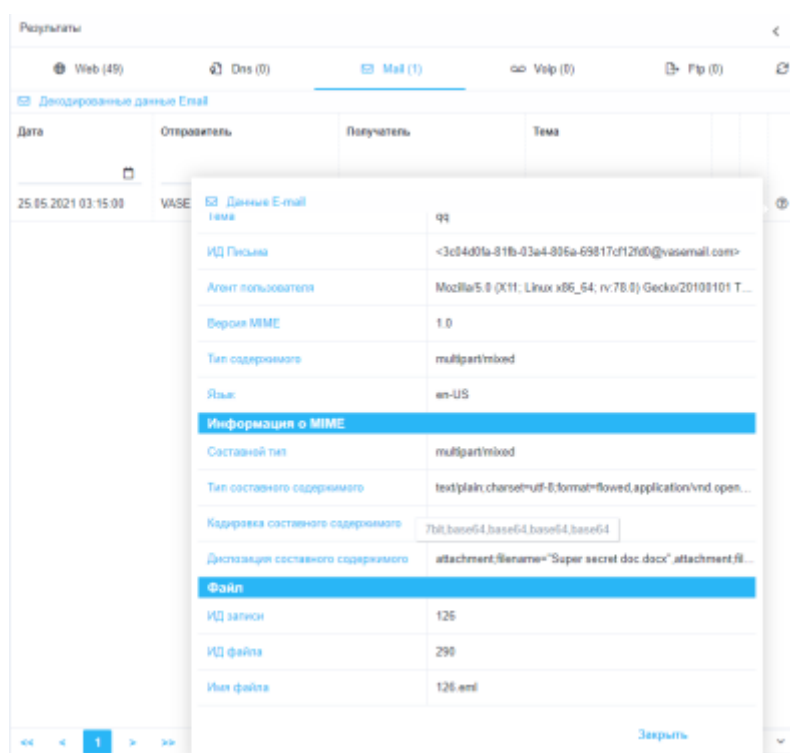 Результаты
Web (49) Dns (0) Mail (1) Voip (0) Ftp (0)
Декодированные данные Email
Дата Отправитель Получатель Тема
25.05.2021 03:15:00 VASE
Данные E-mail
Тема qq
ИД Письма <3c04d0fa-81fb-03a4-806a-69817cf12fd0@vasemail.com>
Агент пользователя Mozilla/5.0 (X11; Linux x86_64; rv:78.0) Gecko/20100101 T...
Версия MIME 1.0
Тип содержимого multipart/mixed
Язык en-US
Информация о MIME
Составной тип multipart/mixed
Тип составного содержимого text/plain;charset=utf-8;format=flowed,application/vnd.open...
Кодировка составного содержимого 7bit,base64,base64,base64,base64
Диспозиция составного содержимого attachment;filename="Super secret doc.docx",attachment;fil...
Файл
ИД записи 126
ИД файла 290
Имя файла 126.eml
Закрыть
<< < 1 > >>